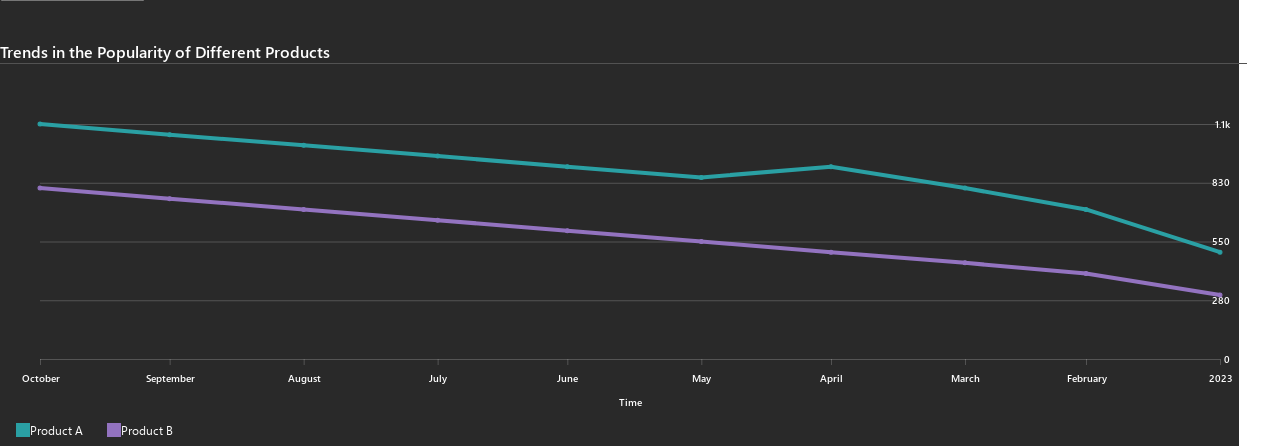 Trends in the Popularity of Different Products
1.1k
830
550
280
0
October September August July June May April March February 2023
Time
Product A Product B